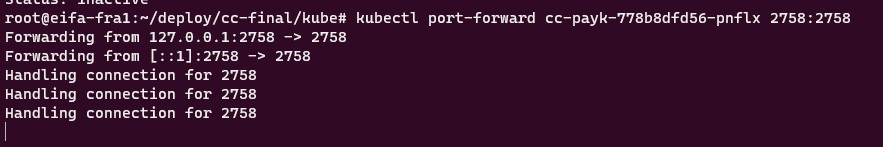 Status: inactive
root@eifa-fra1:~/deploy/cc-final/kube# kubectl port-forward cc-payk-778b8dfd56-pnflx 2758:2758
Forwarding from 127.0.0.1:2758 -> 2758
Forwarding from [::1]:2758 -> 2758
Handling connection for 2758
Handling connection for 2758
Handling connection for 2758